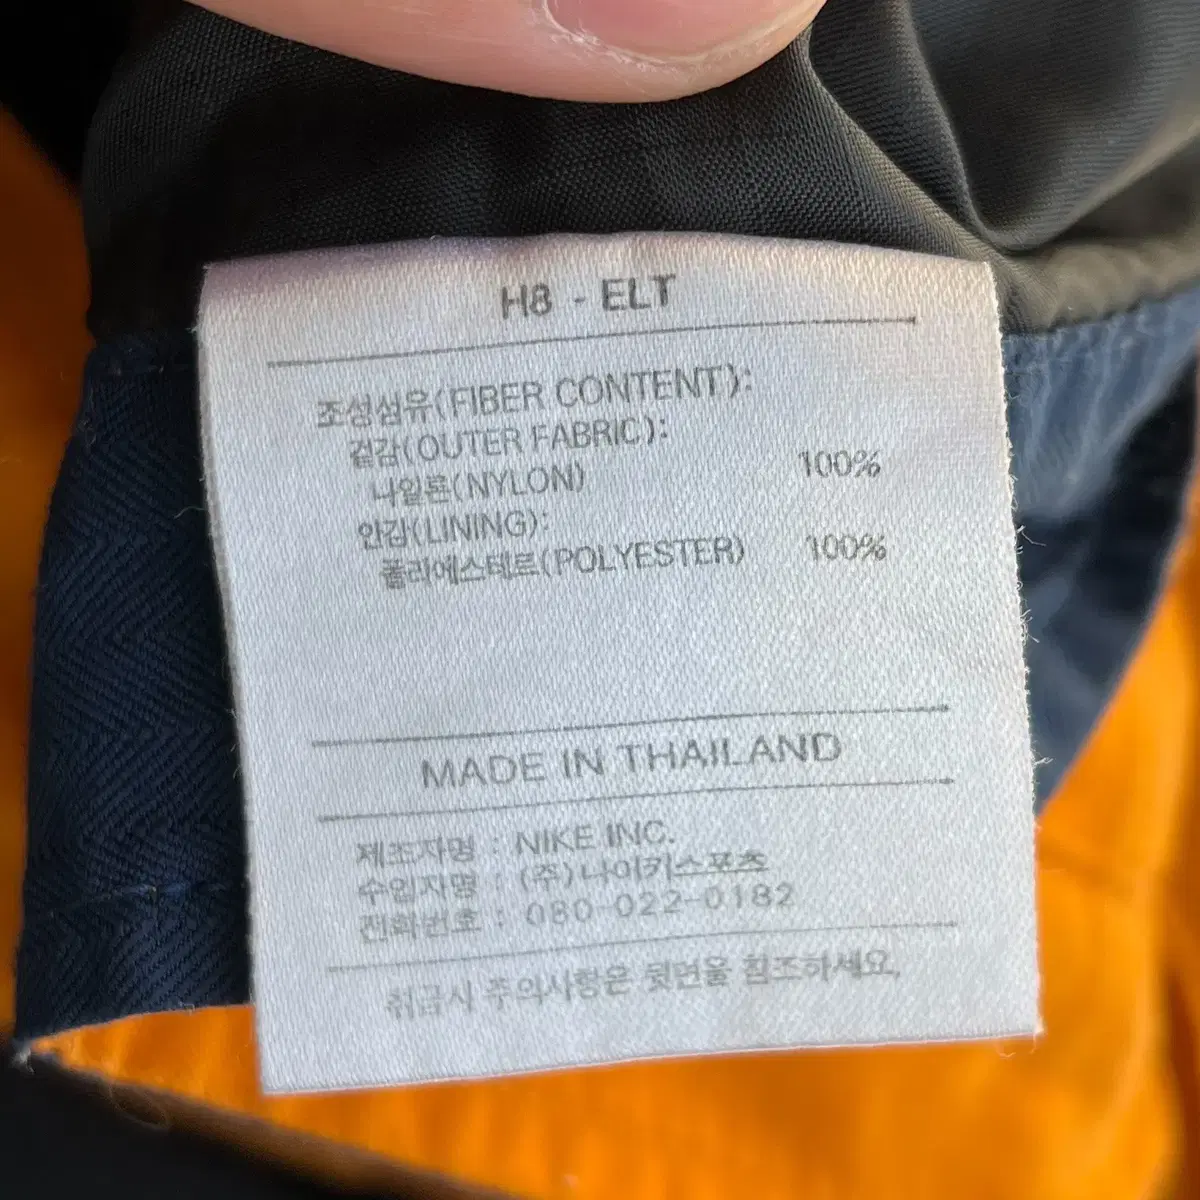 H8 - ELT
조성섬유(FIBER CONTENT):
겉감(OUTER FABRIC):
나일론(NYLON) 100%
안감(LINING):
폴리에스테르(POLYESTER) 100%
MADE IN THAILAND
제조자명 : NIKE INC.
수입자명 : (주)나이키스포츠
전화번호 : 080-022-0182
취급시 주의사항은 뒷면을 참조하세요.